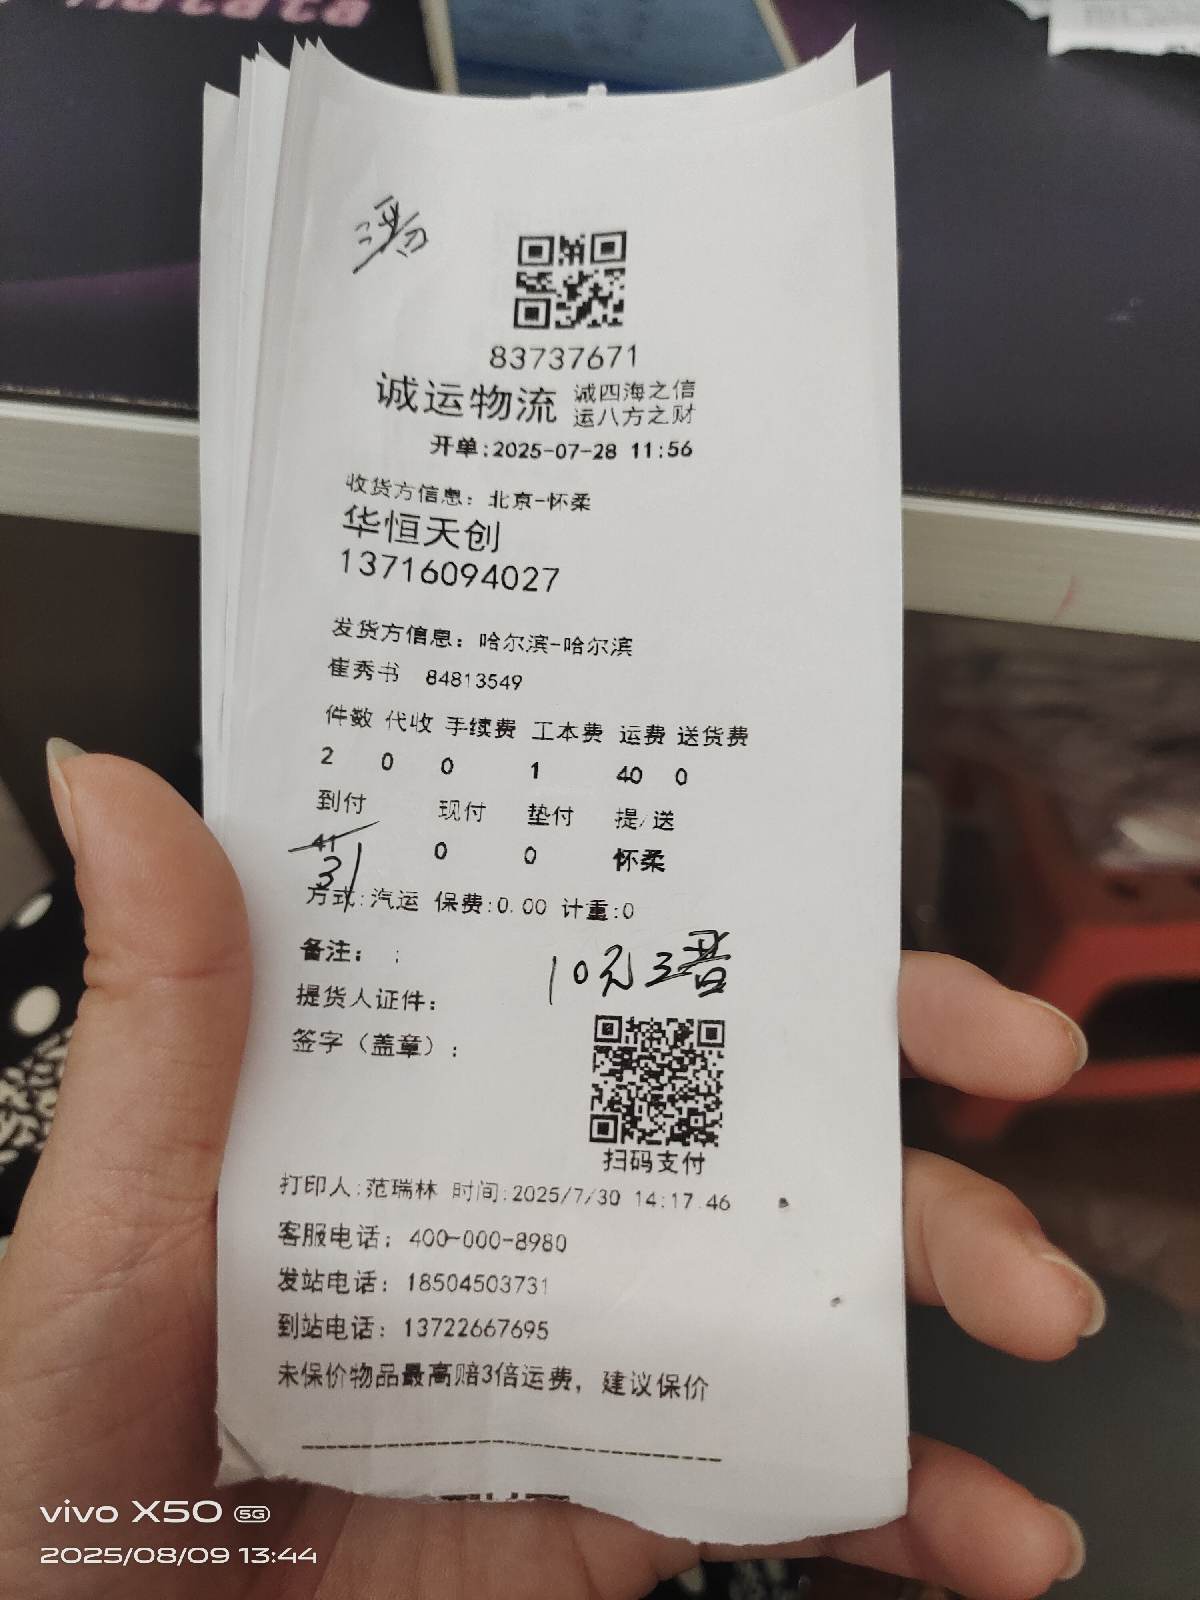 83737671
诚运物流 诚四海之信
运八方之财
开单:2025-07-28 11:56
收货方信息: 北京-怀柔
华恒天创
13716094027
发货方信息: 哈尔滨-哈尔滨
崔秀书 84813549
件数 代收 手续费 工本费 运费 送货费
2 0 0 1 40 0
到付 现付 垫付 提/送
41 0 0 怀柔
31
方式:汽运 保费:0.00 计重:0
备注: ;
10元
提货人证件:
签字（盖章）:
扫码支付
打印人:范瑞林 时间:2025/7/30 14:17:46
客服电话: 400-000-8980
发站电话: 18504503731
到站电话: 13722667695
未保价物品最高赔3倍运费, 建议保价
vivo X50 5G
2025/08/09 13:44